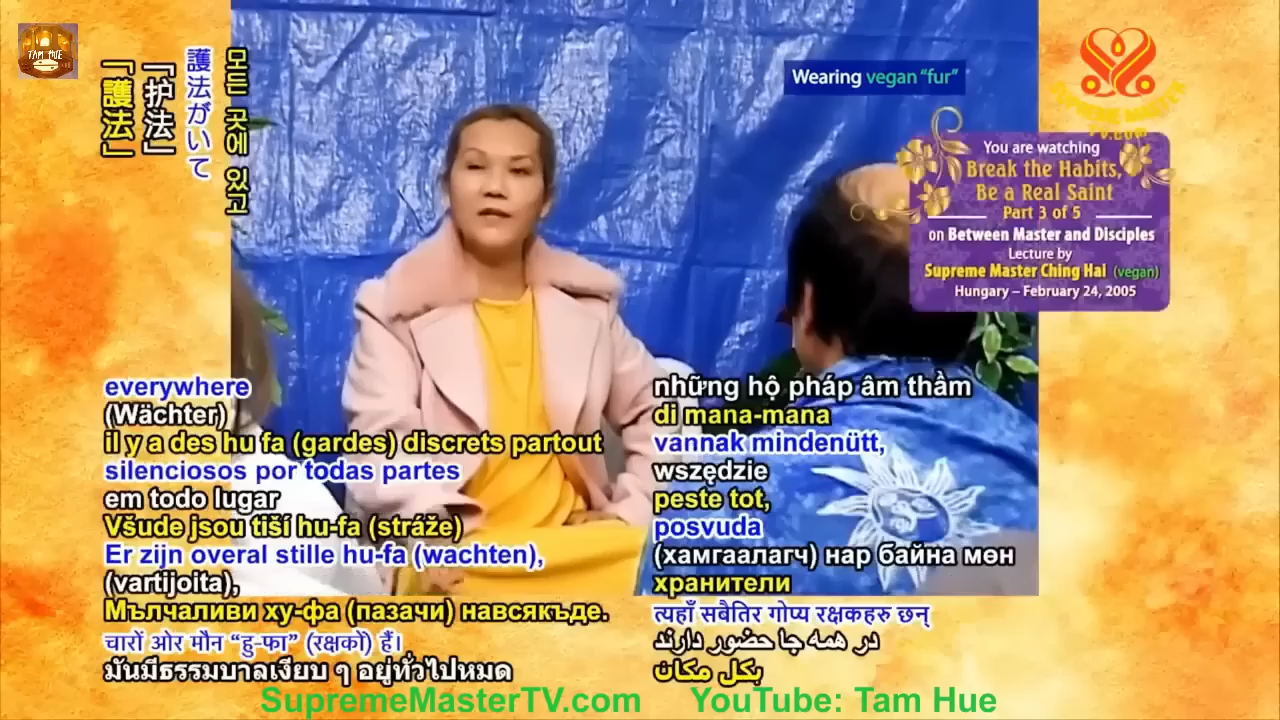 TAM HUE
「護法」
「护法」
護法がいて
모든 곳에 있고
Wearing vegan “fur”
SUPREME MASTER
TV.COM
You are watching
Break the Habits,
Be a Real Saint
Part 3 of 5
on Between Master and Disciples
Lecture by
Supreme Master Ching Hai (vegan)
Hungary – February 24, 2005
everywhere
(Wächter)
il y a des hu fa (gardes) discrets partout
silenciosos por todas partes
em todo lugar
Všude jsou tiší hu-fa (stráže)
Er zijn overal stille hu-fa (wachten),
(vartijoita),
Мълчаливи ху-фа (пазачи) навсякъде.
चारों ओर मौन “हु-फा” (रक्षकों) हैं।
มันมีธรรมบาลเงียบ ๆ อยู่ทั่วไปหมด
những hộ pháp âm thầm
di mana-mana
vannak mindenütt,
wszędzie
peste tot,
posvuda
(хамгаалагч) нар байна мөн
хранители
त्यहाँ सबैतिर गोप्य रक्षकहरु छन्
در همه جا حضور دارند
بكل مكان
SupremeMasterTV.com YouTube: Tam Hue